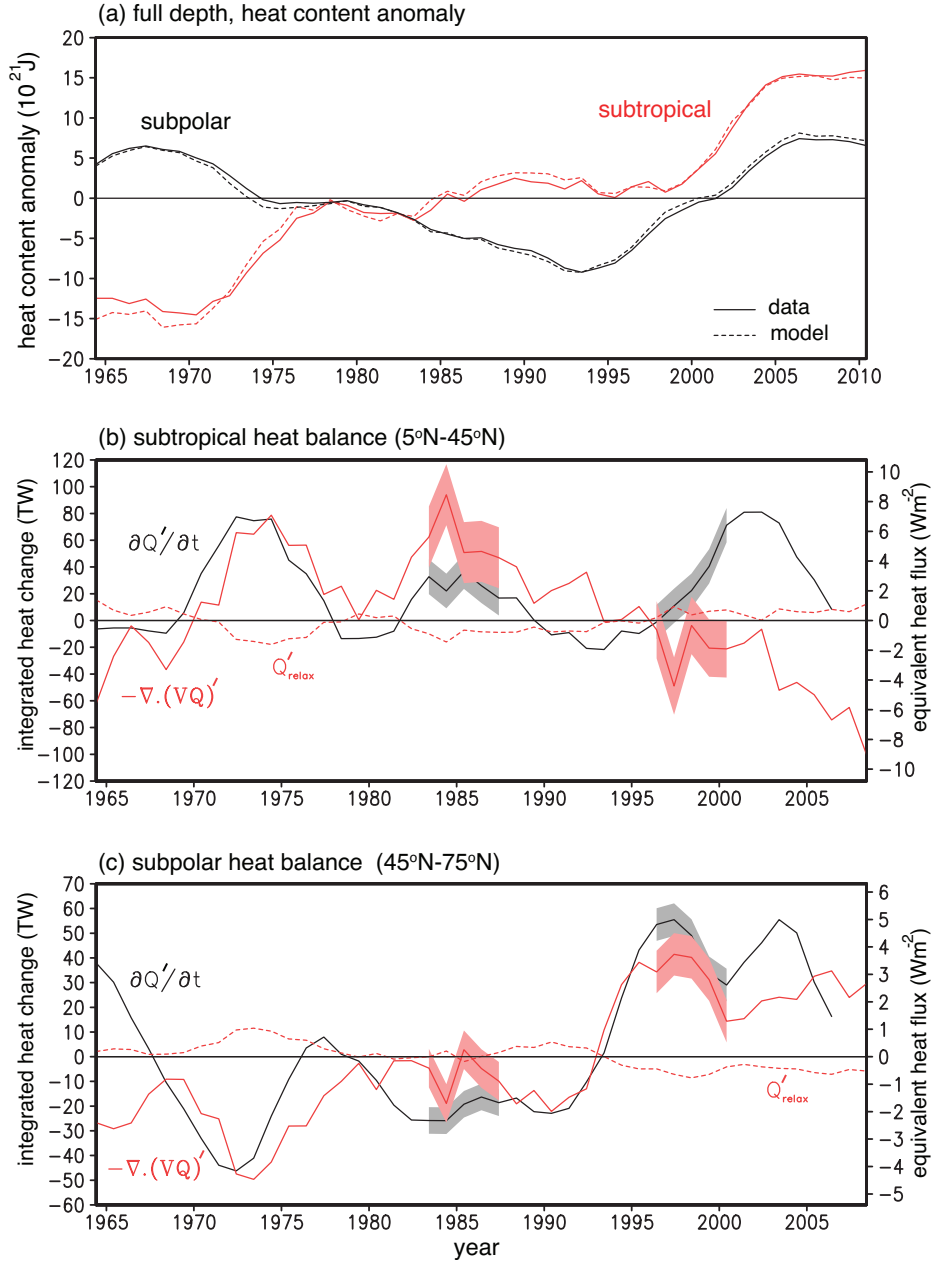 (a) full depth, heat content anomaly
heat content anomaly (10²¹J)
20
15
10
5
0
−5
−10
−15
−20
subpolar
subtropical
data
model
1965 1970 1975 1980 1985 1990 1995 2000 2005 2010
(b) subtropical heat balance (5°N-45°N)
integrated heat change (TW)
120
100
80
60
40
20
0
−20
−40
−60
−80
−100
−120
∂Q′/∂t
Q′relax
−∇.(VQ)′
10
8
6
4
2
0
−2
−4
−6
−8
−10
equivalent heat flux (Wm⁻²)
1965 1970 1975 1980 1985 1990 1995 2000 2005
(c) subpolar heat balance (45°N-75°N)
integrated heat change (TW)
70
60
50
40
30
20
10
0
−10
−20
−30
−40
−50
−60
∂Q′/∂t
−∇.(VQ)′
Q′relax
6
5
4
3
2
1
0
−1
−2
−3
−4
−5
equivalent heat flux (Wm⁻²)
1965 1970 1975 1980 1985 1990 1995 2000 2005
year